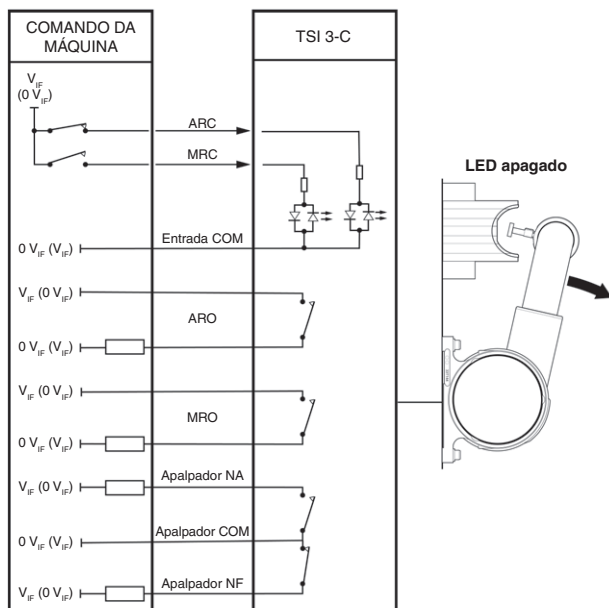 COMANDO DA
MÁQUINA
TSI 3-C
V_IF
(0 V_IF)
ARC
MRC
LED apagado
Entrada COM
0 V_IF (V_IF)
V_IF (0 V_IF)
ARO
0 V_IF (V_IF)
V_IF (0 V_IF)
MRO
0 V_IF (V_IF)
Apalpador NA
V_IF (0 V_IF)
Apalpador COM
0 V_IF (V_IF)
Apalpador NF
V_IF (0 V_IF)